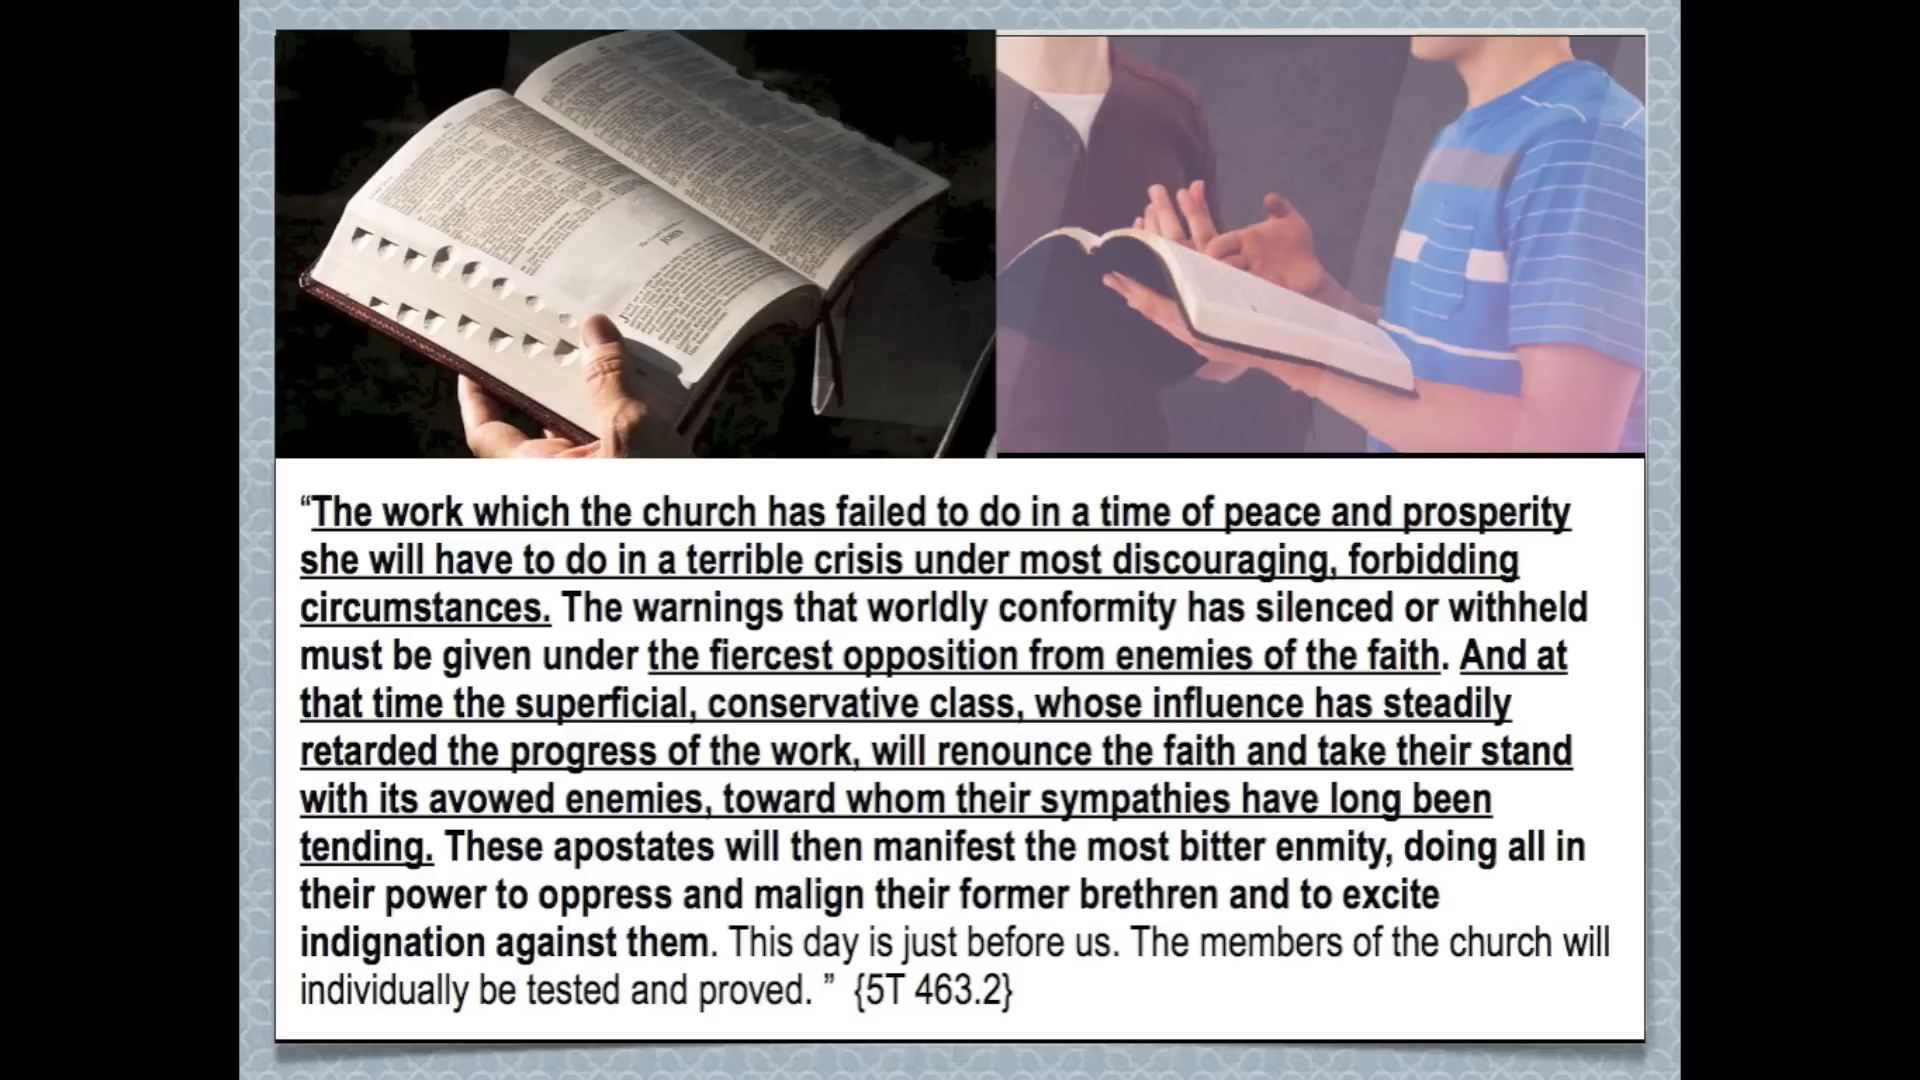 JOHN
“The work which the church has failed to do in a time of peace and prosperity
she will have to do in a terrible crisis under most discouraging, forbidding
circumstances. The warnings that worldly conformity has silenced or withheld
must be given under the fiercest opposition from enemies of the faith. And at
that time the superficial, conservative class, whose influence has steadily
retarded the progress of the work, will renounce the faith and take their stand
with its avowed enemies, toward whom their sympathies have long been
tending. These apostates will then manifest the most bitter enmity, doing all in
their power to oppress and malign their former brethren and to excite
indignation against them. This day is just before us. The members of the church will
individually be tested and proved. ” {5T 463.2}